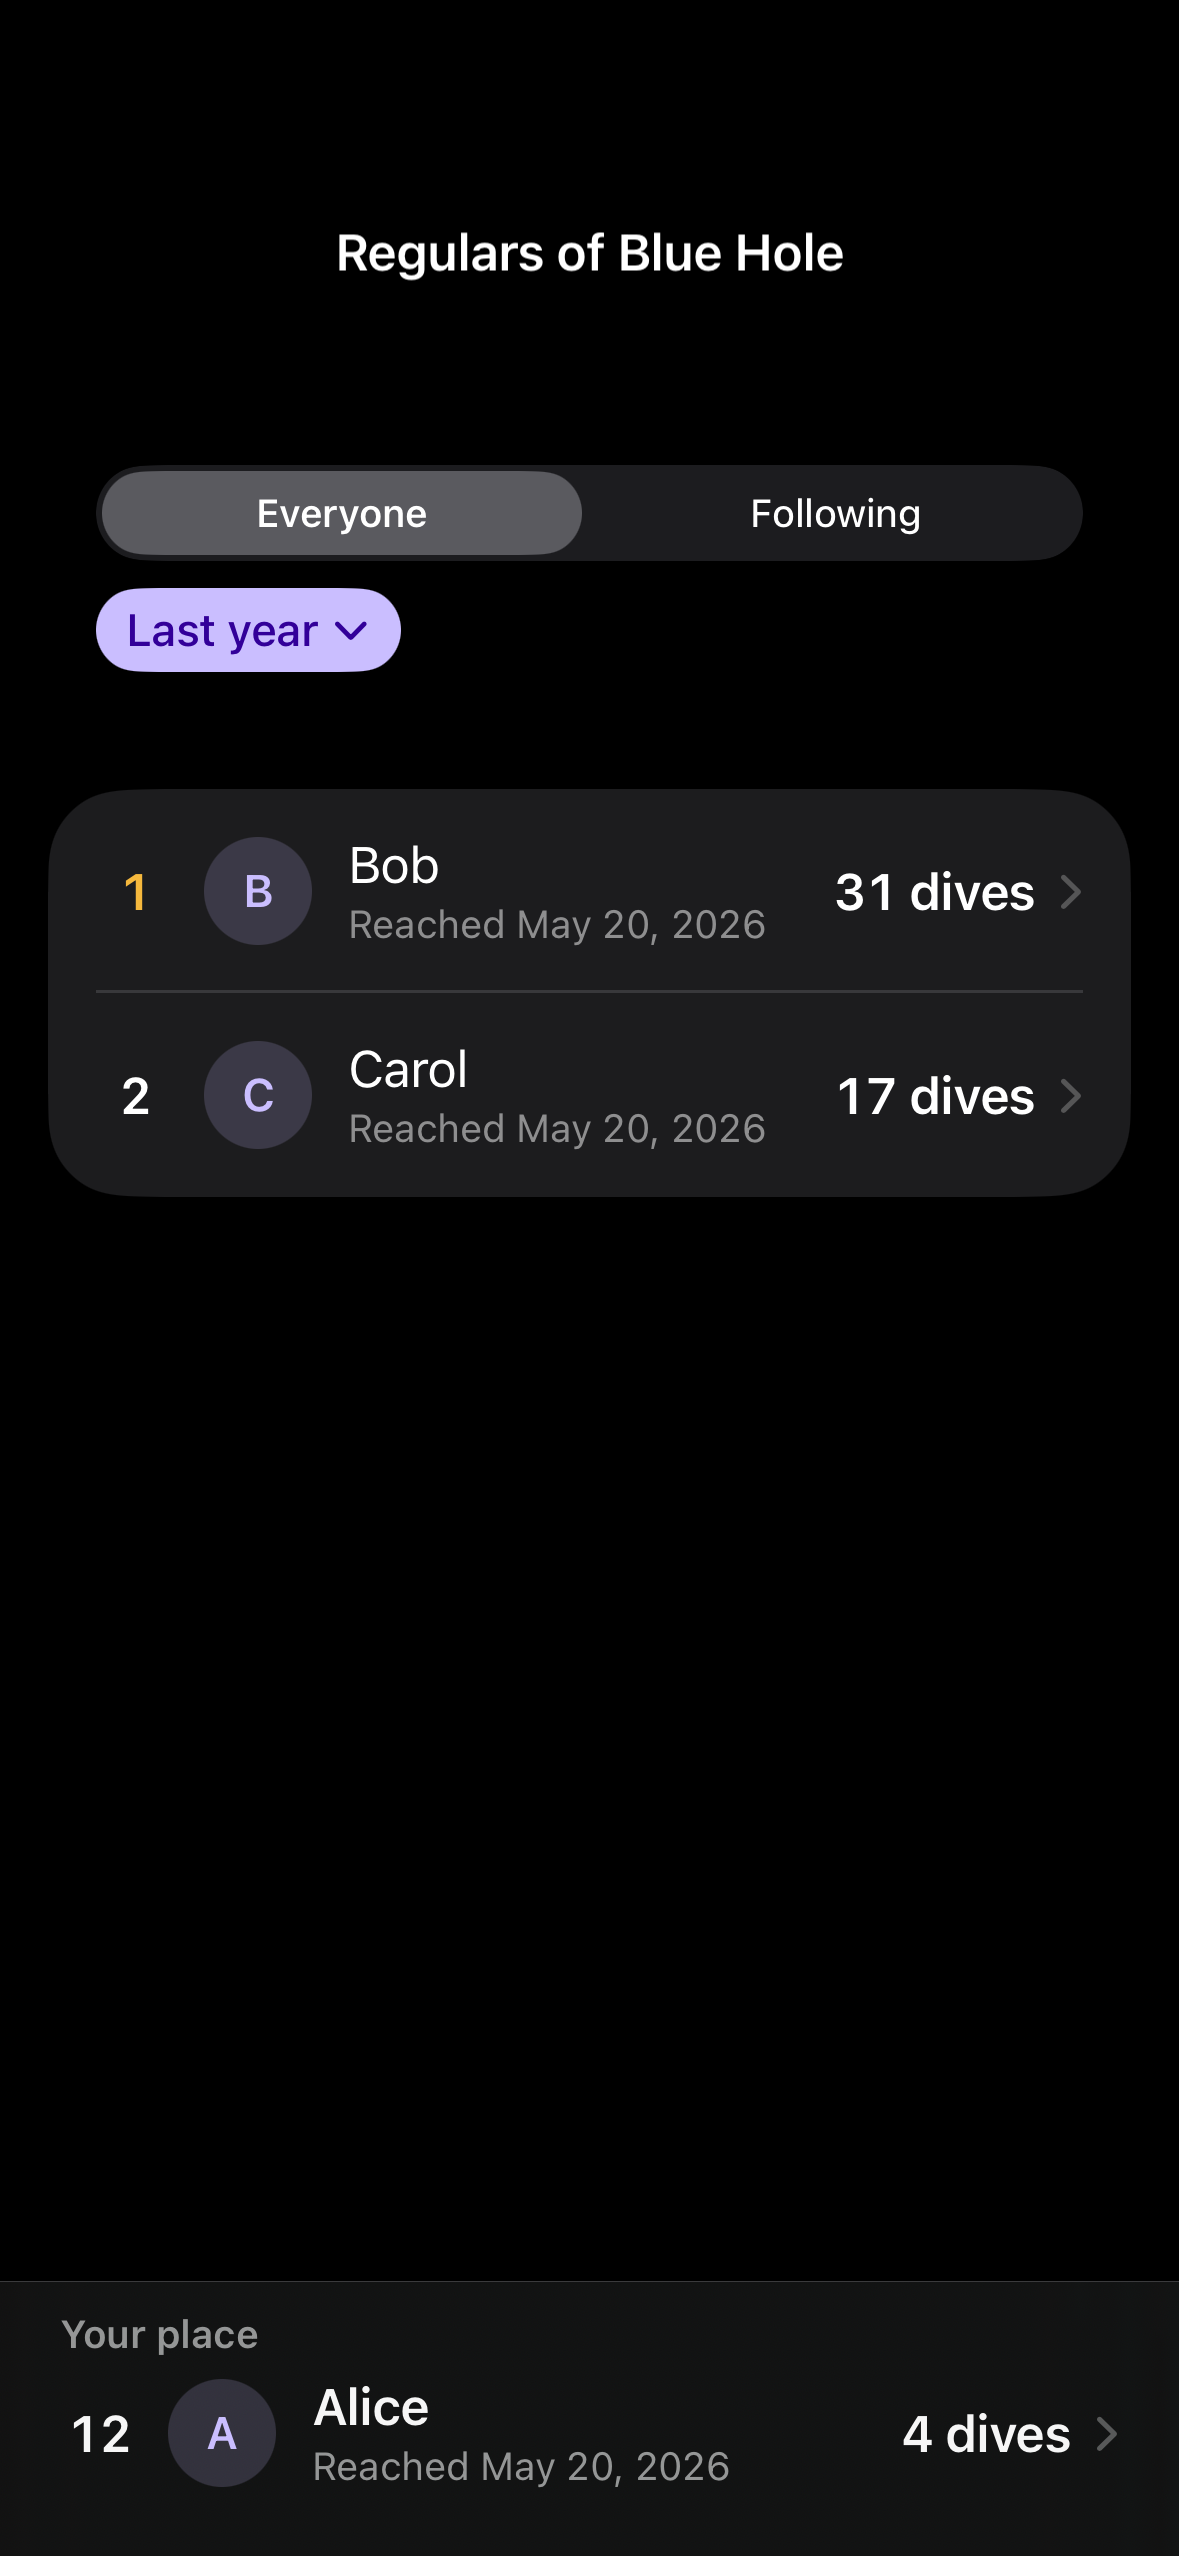 Regulars of Blue Hole
Everyone
Following
Last year
1
B
Bob
Reached May 20, 2026
31 dives
2
C
Carol
Reached May 20, 2026
17 dives
Your place
12
A
Alice
Reached May 20, 2026
4 dives